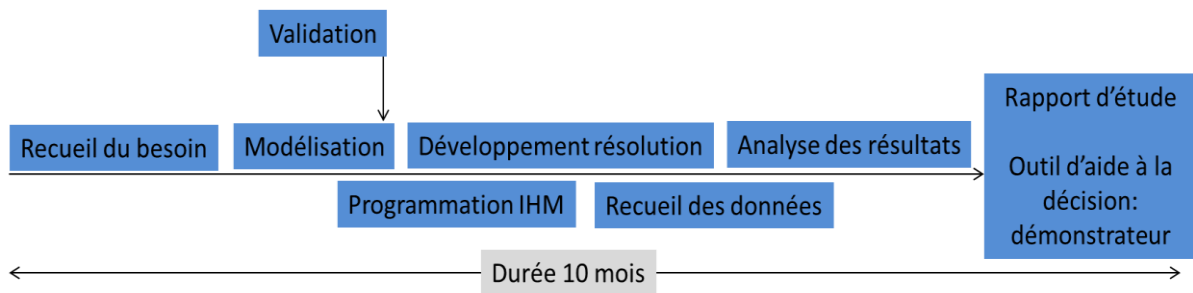 Validation
Recueil du besoin
Modélisation
Développement résolution
Analyse des résultats
Programmation IHM
Recueil des données
Rapport d'étude
Outil d'aide à la
décision:
démonstrateur
Durée 10 mois